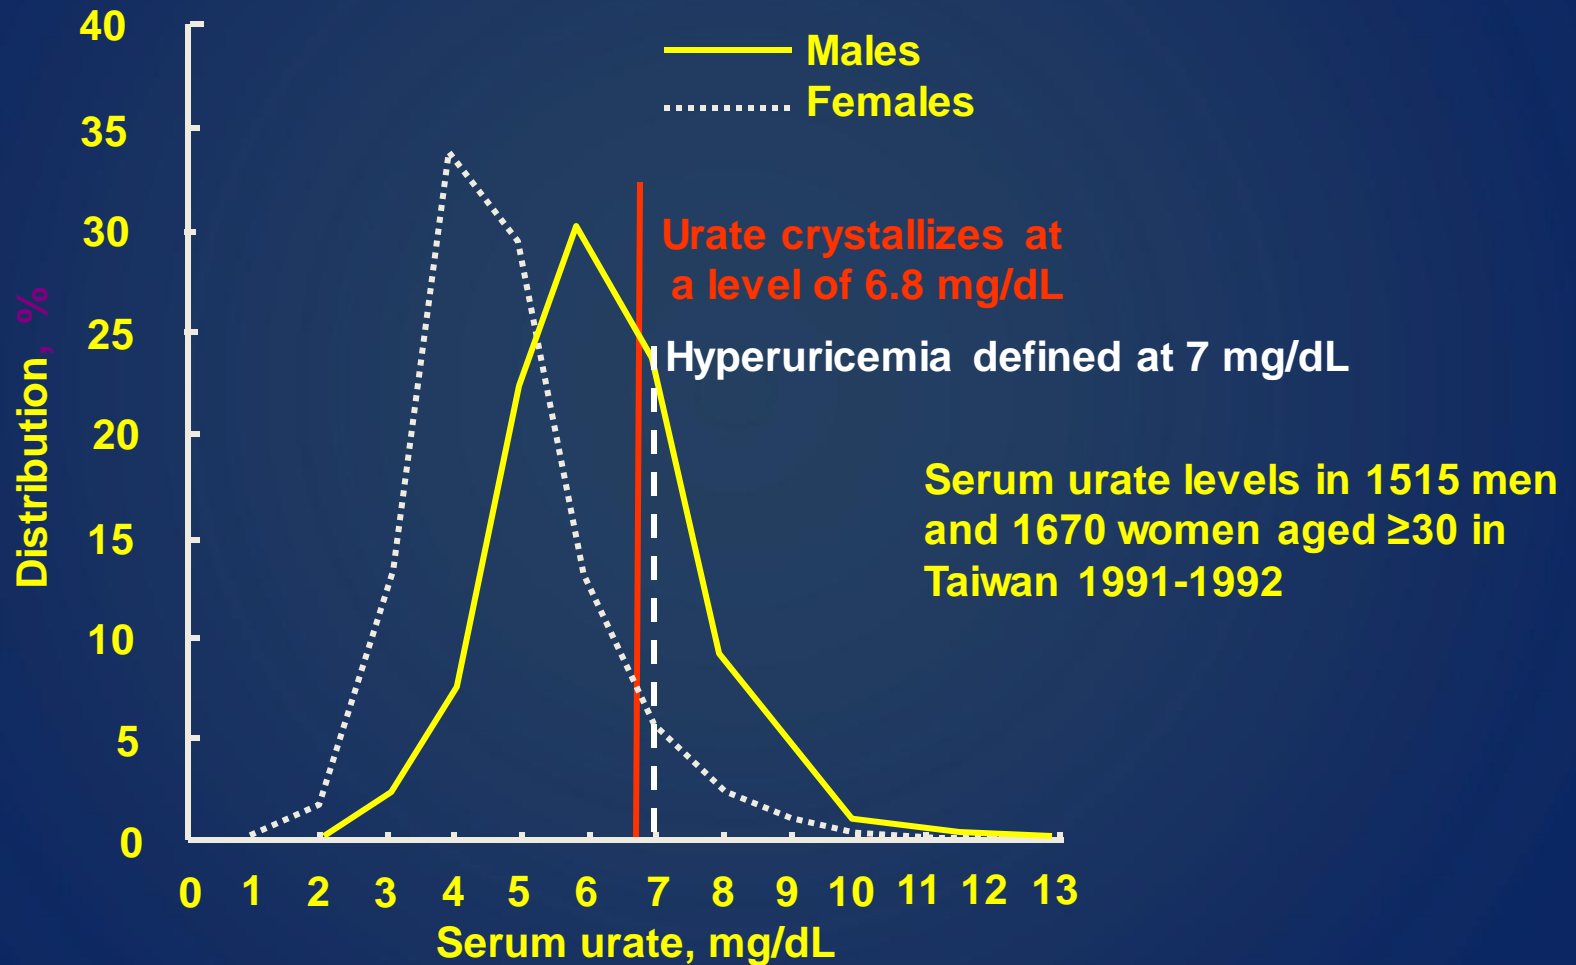 40
35
30
25
20
15
10
5
0
Distribution, %
Males
Females
Urate crystallizes at
a level of 6.8 mg/dL
Hyperuricemia defined at 7 mg/dL
Serum urate levels in 1515 men
and 1670 women aged ≥30 in
Taiwan 1991-1992
0 1 2 3 4 5 6 7 8 9 10 11 12 13
Serum urate, mg/dL